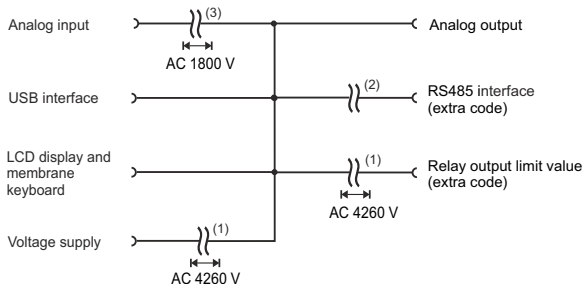 Analog input
(3)
Analog output
AC 1800 V
USB interface
(2)
RS485 interface
(extra code)
LCD display and
membrane
keyboard
(1)
Relay output limit value
(extra code)
AC 4260 V
Voltage supply
(1)
AC 4260 V